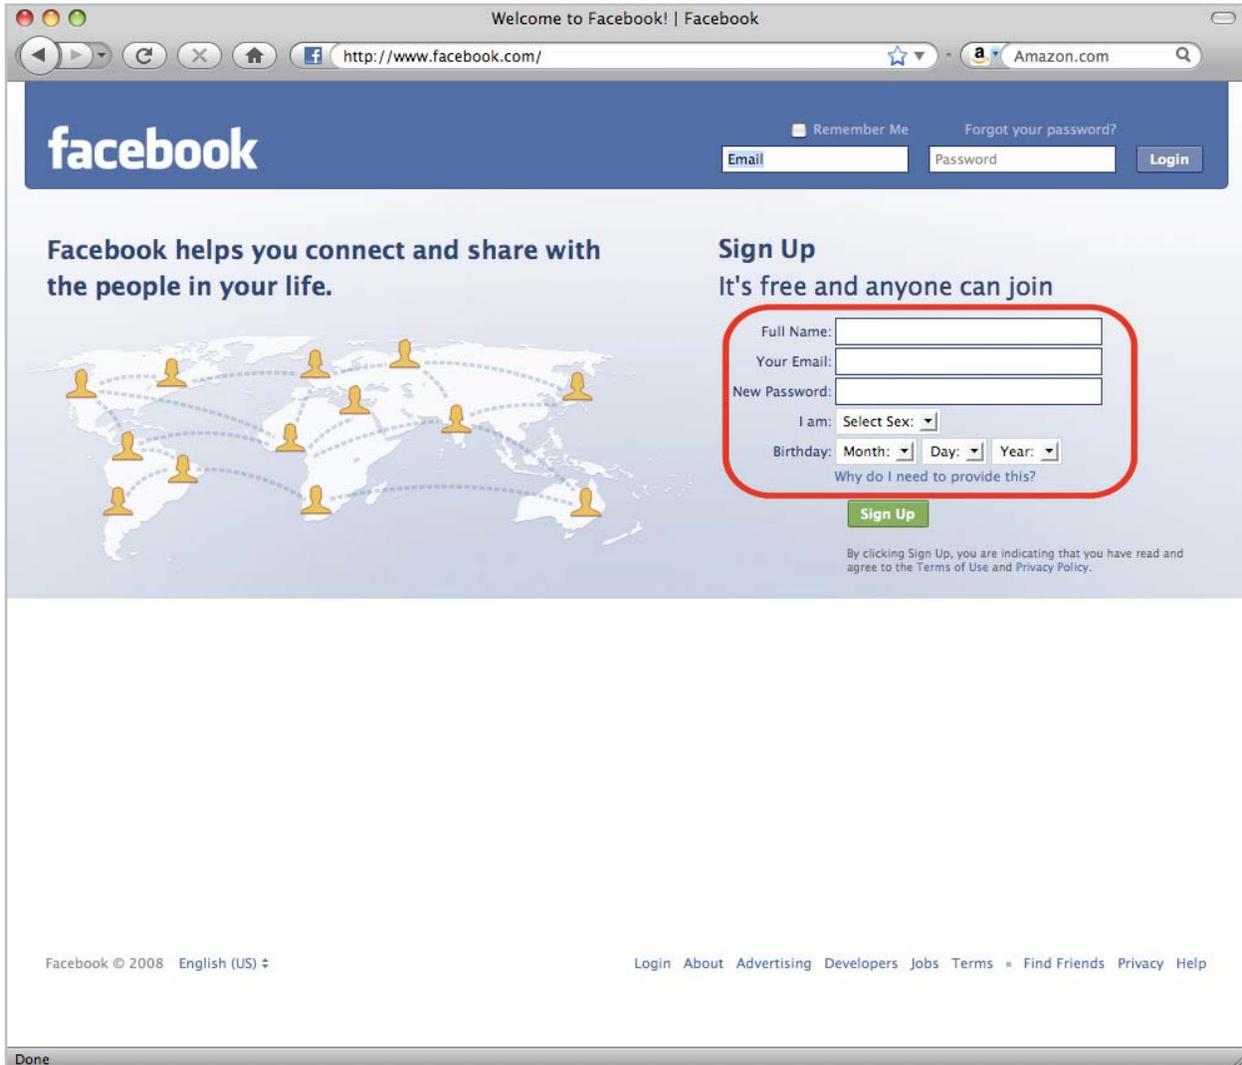 Welcome to Facebook! | Facebook
http://www.facebook.com/
a Amazon.com
facebook
Remember Me Forgot your password?
Email Password Login
Facebook helps you connect and share with
the people in your life.
Sign Up
It's free and anyone can join
Full Name:
Your Email:
New Password:
I am: Select Sex:
Birthday: Month: Day: Year:
Why do I need to provide this?
Sign Up
By clicking Sign Up, you are indicating that you have read and
agree to the Terms of Use and Privacy Policy.
Facebook © 2008 English (US)
Login About Advertising Developers Jobs Terms Find Friends Privacy Help
Done